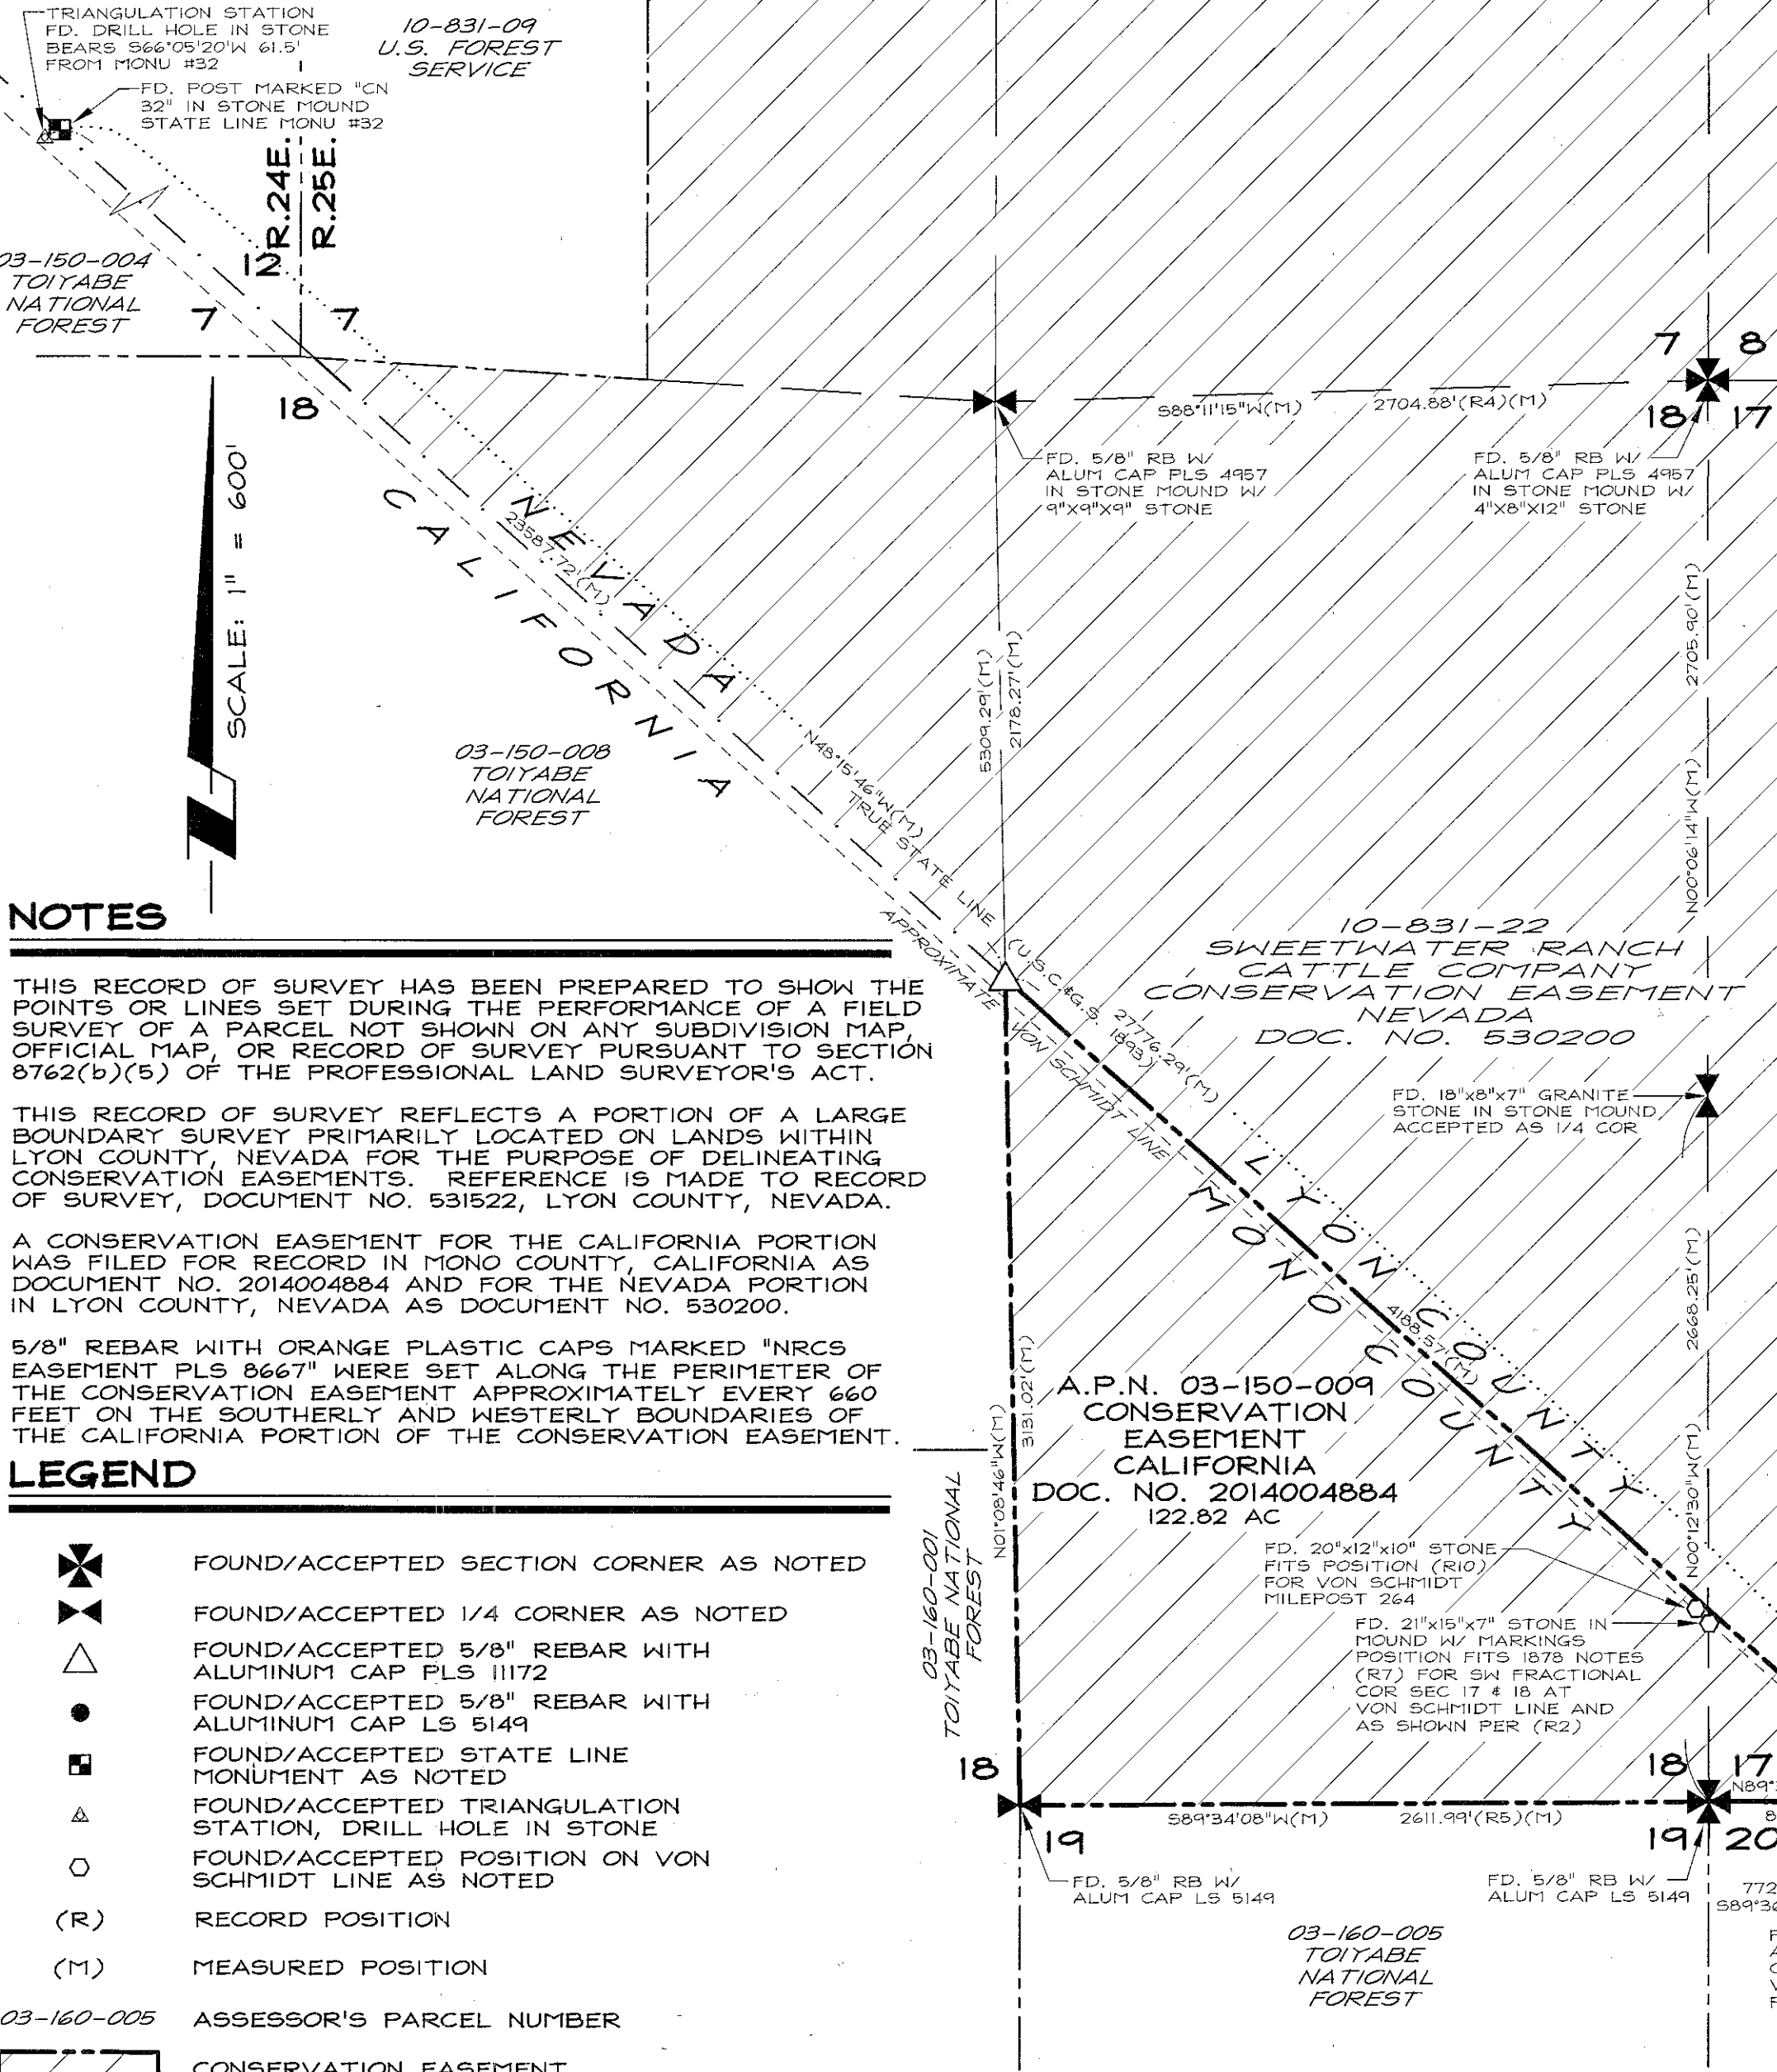 TRIANGULATION STATION
FD. DRILL HOLE IN STONE
BEARS S66°05'20"W 61.5'
FROM MONU #32
FD. POST MARKED "CN
32" IN STONE MOUND
STATE LINE MONU #32
10-831-09
U.S. FOREST
SERVICE
R.24E.
R.25E.
03-150-004
TOIYABE
NATIONAL
FOREST
12
7
7
18
7
8
18
17
S88°11'15"W(M)
2704.88'(R4)(M)
FD. 5/8" RB W/
ALUM CAP PLS 4957
IN STONE MOUND W/
9"X9"X9" STONE
FD. 5/8" RB W/
ALUM CAP PLS 4957
IN STONE MOUND W/
4"X8"X12" STONE
SCALE: 1" = 600'
NEVADA
23587.72'(M)
CALIFORNIA
03-150-008
TOIYABE
NATIONAL
FOREST
5309.29'(M)
2178.27'(M)
2705.90'(M)
N00°06'14"W(M)
N48°15'46"W(M)
TRUE STATE LINE (U.S.C.&G.S. 1893)
APPROXIMATE VON SCHMIDT LINE
27776.29'(M)
10-831-22
SWEETWATER RANCH
CATTLE COMPANY
CONSERVATION EASEMENT
NEVADA
DOC. NO. 530200
FD. 18"x8"x7" GRANITE
STONE IN STONE MOUND,
ACCEPTED AS 1/4 COR
LYON COUNTY
MONO COUNTY
4188.57'(M)
2668.25'(M)
N00°12'30"W(M)
3131.02'(M)
N01°08'46"W(M)
A.P.N. 03-150-009
CONSERVATION
EASEMENT
CALIFORNIA
DOC. NO. 2014004884
122.82 AC
03-160-001
TOIYABE NATIONAL
FOREST
FD. 20"x12"x10" STONE
FITS POSITION (R10)
FOR VON SCHMIDT
MILEPOST 264
FD. 21"x15"x7" STONE IN
MOUND W/ MARKINGS
POSITION FITS 1878 NOTES
(R7) FOR SW FRACTIONAL
COR SEC 17 & 18 AT
VON SCHMIDT LINE AND
AS SHOWN PER (R2)
18
19
18
17
19
20
S89°34'08"W(M)
2611.99'(R5)(M)
FD. 5/8" RB W/
ALUM CAP LS 5149
FD. 5/8" RB W/
ALUM CAP LS 5149
772
S89°36
03-160-005
TOIYABE
NATIONAL
FOREST
NOTES
THIS RECORD OF SURVEY HAS BEEN PREPARED TO SHOW THE
POINTS OR LINES SET DURING THE PERFORMANCE OF A FIELD
SURVEY OF A PARCEL NOT SHOWN ON ANY SUBDIVISION MAP,
OFFICIAL MAP, OR RECORD OF SURVEY PURSUANT TO SECTION
8762(b)(5) OF THE PROFESSIONAL LAND SURVEYOR'S ACT.
THIS RECORD OF SURVEY REFLECTS A PORTION OF A LARGE
BOUNDARY SURVEY PRIMARILY LOCATED ON LANDS WITHIN
LYON COUNTY, NEVADA FOR THE PURPOSE OF DELINEATING
CONSERVATION EASEMENTS. REFERENCE IS MADE TO RECORD
OF SURVEY, DOCUMENT NO. 531522, LYON COUNTY, NEVADA.
A CONSERVATION EASEMENT FOR THE CALIFORNIA PORTION
WAS FILED FOR RECORD IN MONO COUNTY, CALIFORNIA AS
DOCUMENT NO. 2014004884 AND FOR THE NEVADA PORTION
IN LYON COUNTY, NEVADA AS DOCUMENT NO. 530200.
5/8" REBAR WITH ORANGE PLASTIC CAPS MARKED "NRCS
EASEMENT PLS 8667" WERE SET ALONG THE PERIMETER OF
THE CONSERVATION EASEMENT APPROXIMATELY EVERY 660
FEET ON THE SOUTHERLY AND WESTERLY BOUNDARIES OF
THE CALIFORNIA PORTION OF THE CONSERVATION EASEMENT.
LEGEND
FOUND/ACCEPTED SECTION CORNER AS NOTED
FOUND/ACCEPTED 1/4 CORNER AS NOTED
FOUND/ACCEPTED 5/8" REBAR WITH
ALUMINUM CAP PLS 11172
FOUND/ACCEPTED 5/8" REBAR WITH
ALUMINUM CAP LS 5149
FOUND/ACCEPTED STATE LINE
MONUMENT AS NOTED
FOUND/ACCEPTED TRIANGULATION
STATION, DRILL HOLE IN STONE
FOUND/ACCEPTED POSITION ON VON
SCHMIDT LINE AS NOTED
(R) RECORD POSITION
(M) MEASURED POSITION
03-160-005 ASSESSOR'S PARCEL NUMBER
CONSERVATION EASEMENT